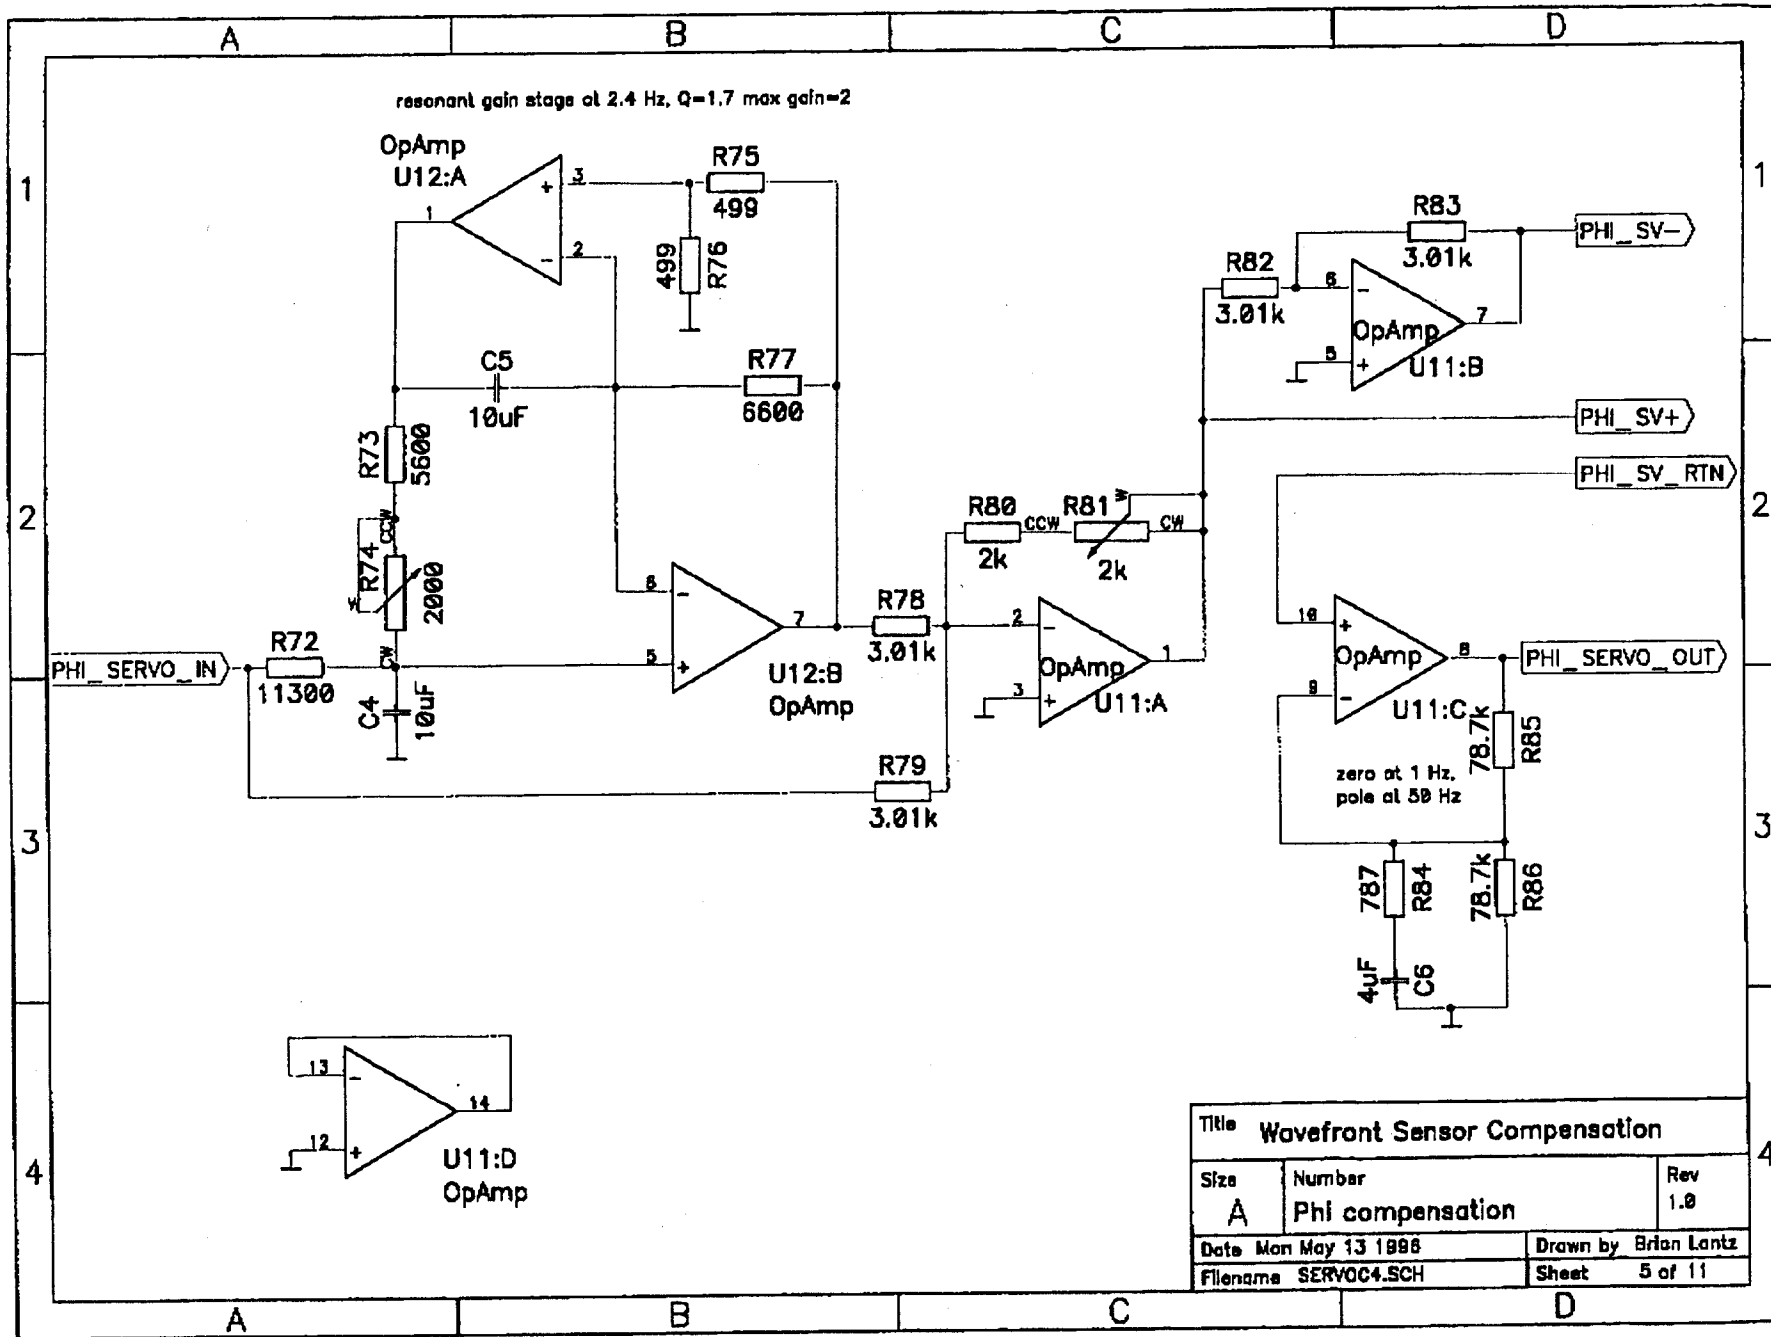 A B C D
resonant gain stage at 2.4 Hz, Q=1.7 max gain=2
1
1
OpAmp
U12:A
+ 3
- 2
1
R75
499
499
R76
C5
10uF
R77
6600
R73
5600
CCW
R74
2000
W
CW
PHI_SERVO_IN
R72
11300
C4
10uF
6 -
5 +
7
U12:B
OpAmp
R78
3.01k
R79
3.01k
R80
2k
CCW
R81
W
CW
2k
2 -
3 +
1
OpAmp
U11:A
R82
3.01k
R83
3.01k
6 -
5 +
7
OpAmp
U11:B
PHI_SV-
PHI_SV+
PHI_SV_RTN
2
2
10 +
9 -
8
OpAmp
U11:C
PHI_SERVO_OUT
zero at 1 Hz,
pole at 50 Hz
78.7k
R85
787
R84
78.7k
R86
4uF
C6
3
3
13 -
12 +
14
U11:D
OpAmp
4
4
Title Wavefront Sensor Compensation
Size Number Rev
A Phi compensation 1.0
Date Mon May 13 1996 Drawn by Brian Lantz
Filename SERVOC4.SCH Sheet 5 of 11
A B C D